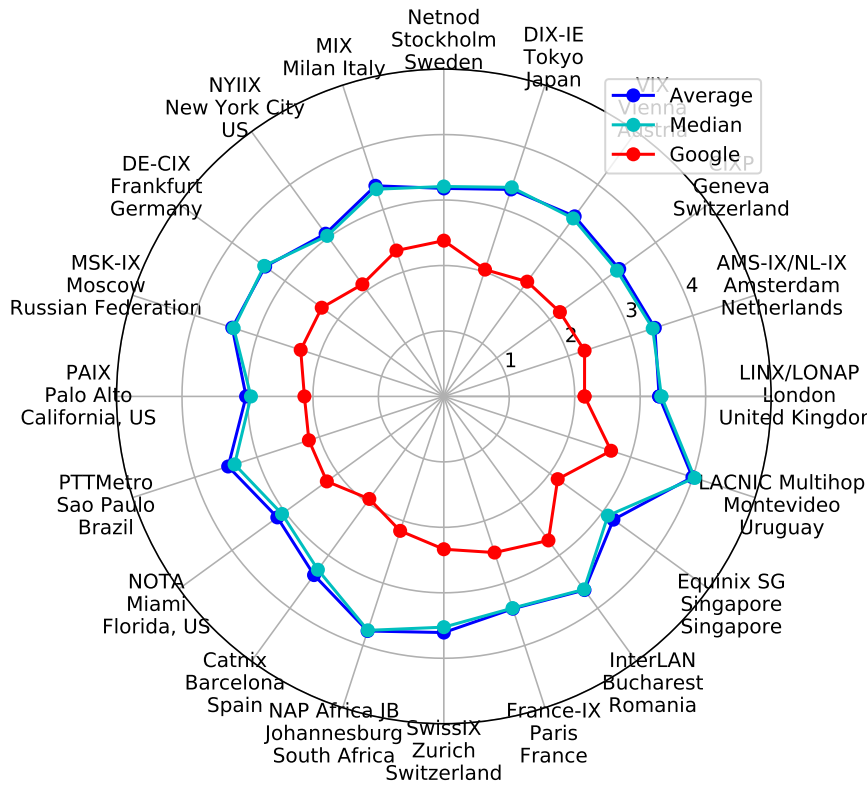 Netnod
Stockholm
Sweden
DIX-IE
Tokyo
Japan
VIX
Vienna
Austria
Average
Median
Google
CIXP
Geneva
Switzerland
AMS-IX/NL-IX
Amsterdam
Netherlands
LINX/LONAP
London
United Kingdom
LACNIC Multihop
Montevideo
Uruguay
Equinix SG
Singapore
Singapore
InterLAN
Bucharest
Romania
France-IX
Paris
France
SwissIX
Zurich
Switzerland
NAP Africa JB
Johannesburg
South Africa
Catnix
Barcelona
Spain
NOTA
Miami
Florida, US
PTTMetro
Sao Paulo
Brazil
PAIX
Palo Alto
California, US
MSK-IX
Moscow
Russian Federation
DE-CIX
Frankfurt
Germany
NYIIX
New York City
US
MIX
Milan Italy
1
2
3
4